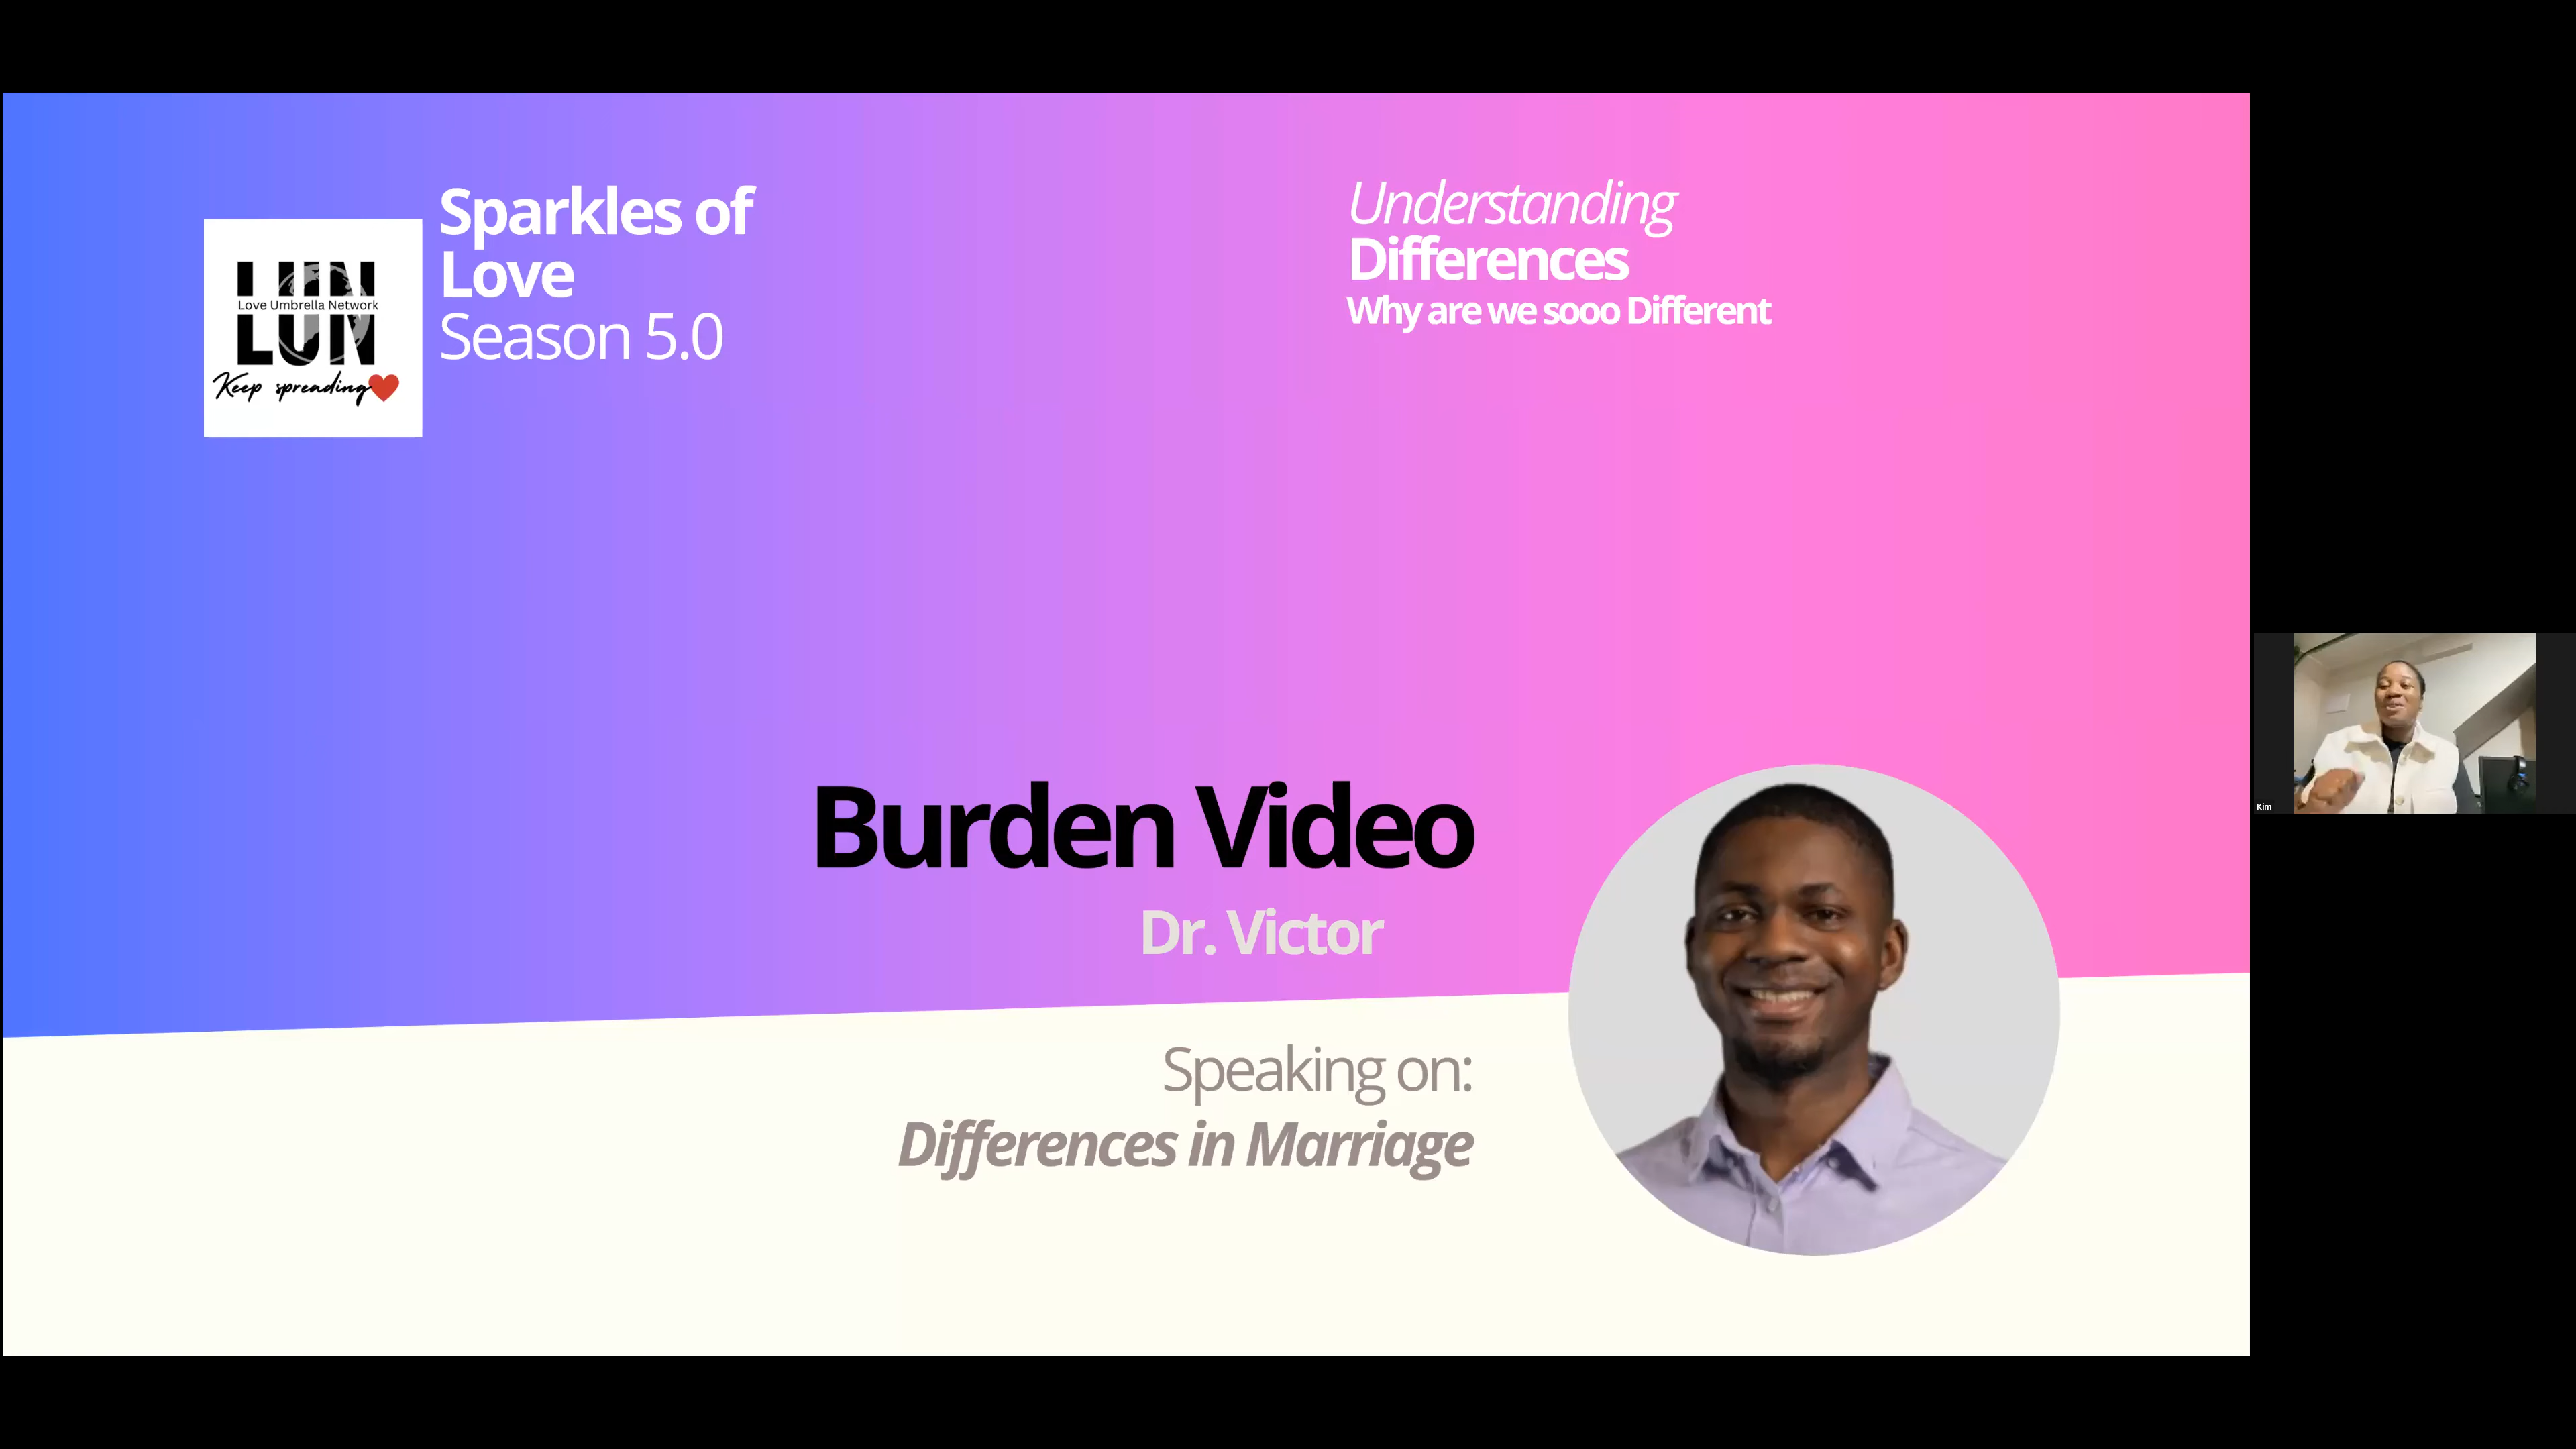 Sparkles of
Love
Season 5.0
LUN
Love Umbrella Network
LUN
Keep spreading
Understanding
Differences
Why are we sooo Different
Burden Video
Dr. Victor
Speaking on:
Differences in Marriage
Kim